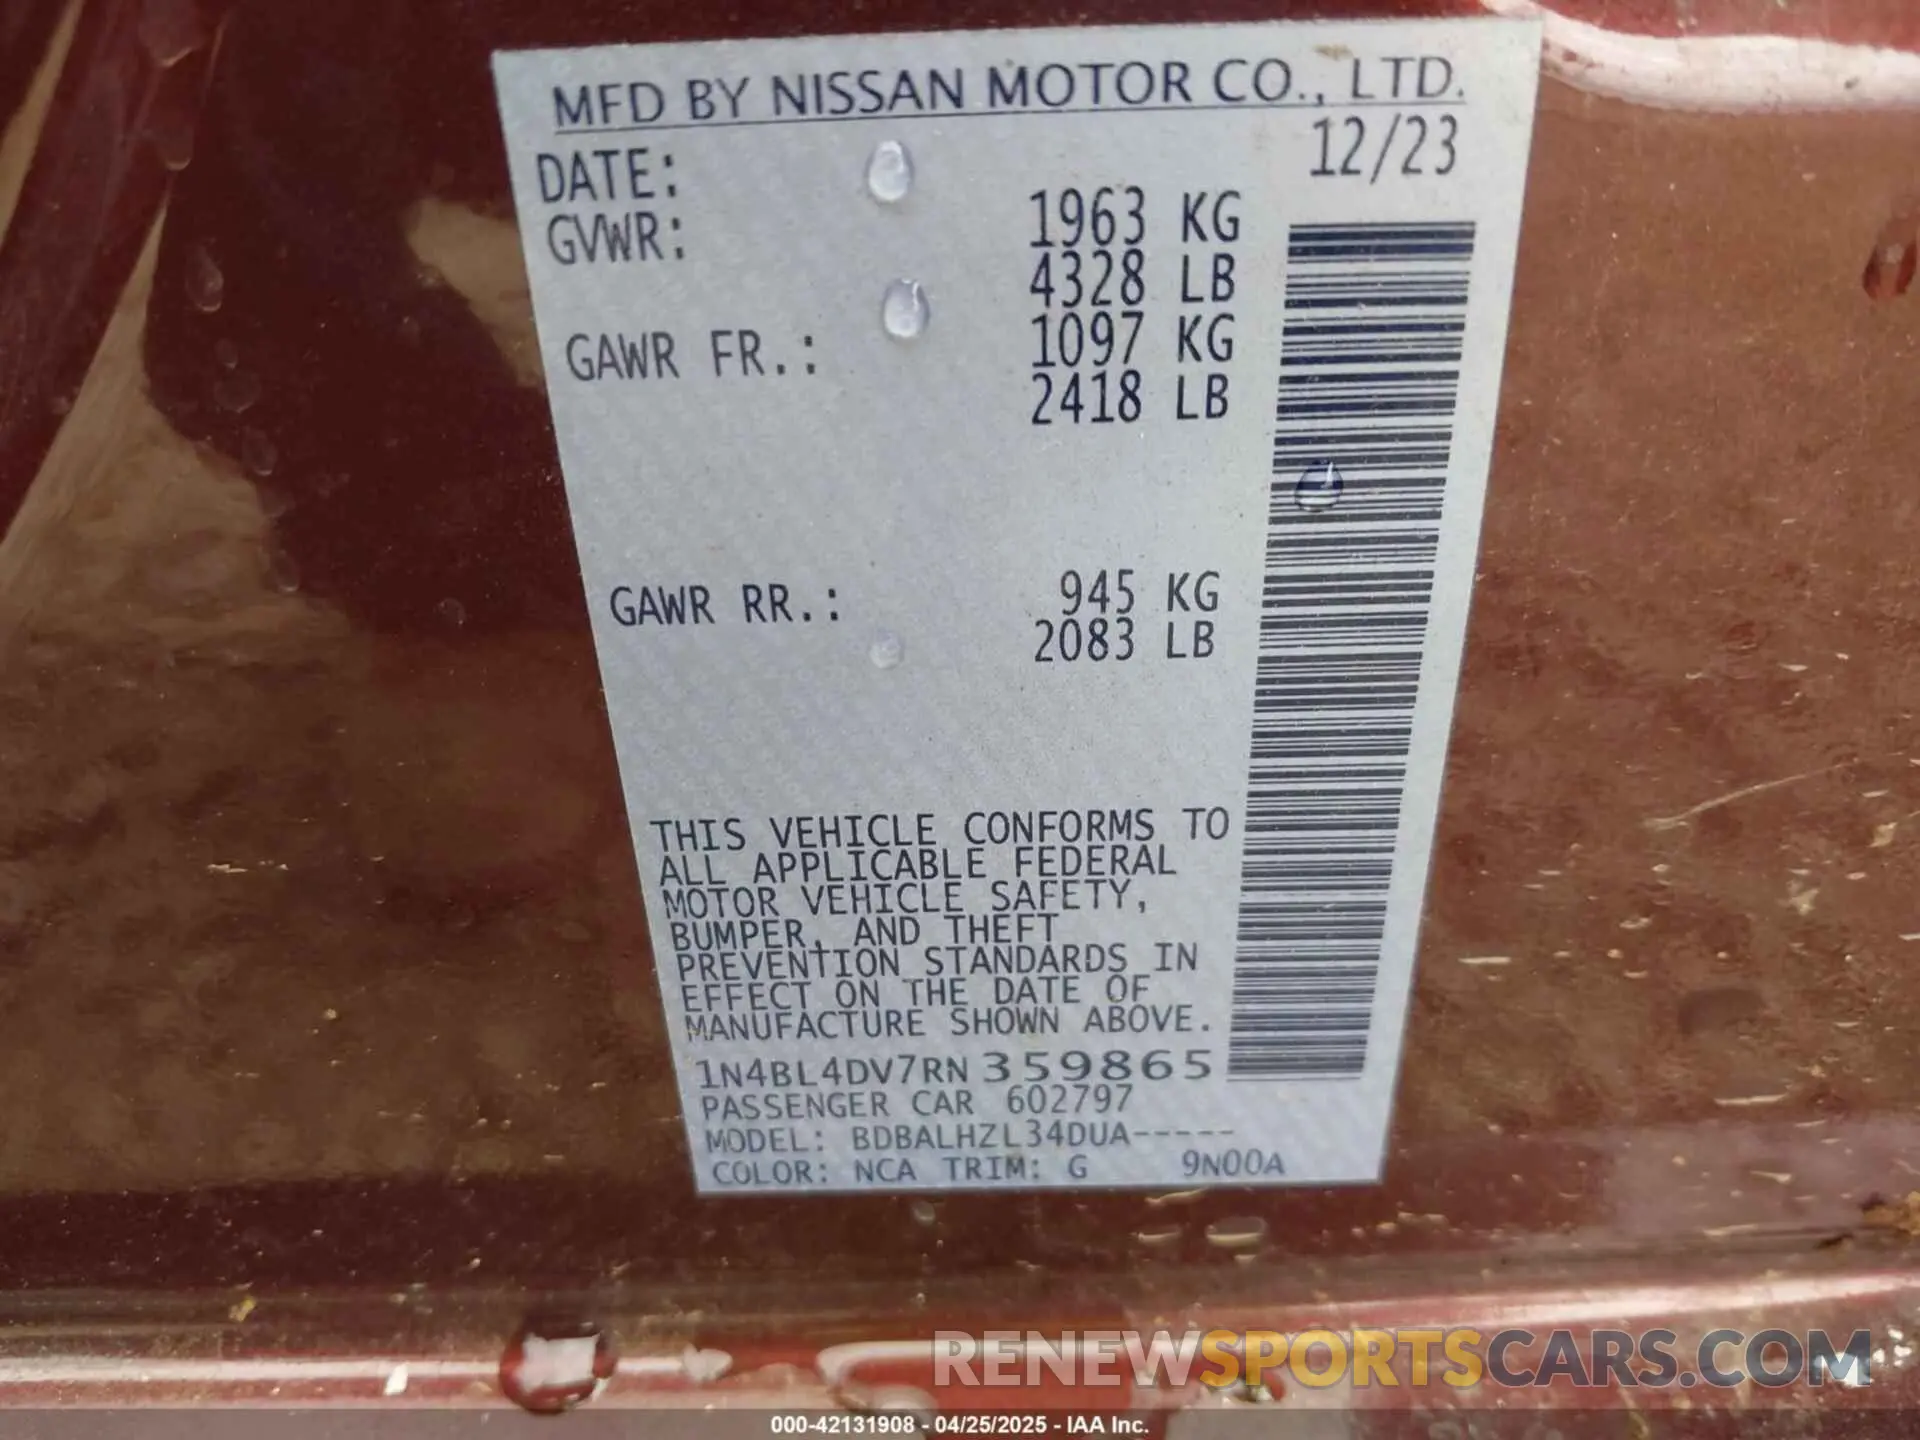 MFD BY NISSAN MOTOR CO., LTD.
DATE: 12/23
GVWR: 1963 KG
4328 LB
GAWR FR.: 1097 KG
2418 LB
GAWR RR.: 945 KG
2083 LB
THIS VEHICLE CONFORMS TO
ALL APPLICABLE FEDERAL
MOTOR VEHICLE SAFETY,
BUMPER, AND THEFT
PREVENTION STANDARDS IN
EFFECT ON THE DATE OF
MANUFACTURE SHOWN ABOVE.
1N4BL4DV7RN359865
PASSENGER CAR 602797
MODEL: BDBALHZL34DUA-----
COLOR: NCA TRIM: G 9N00A
RENEWSPORTSCARS.COM
000-42131908 - 04/25/2025 - IAA Inc.